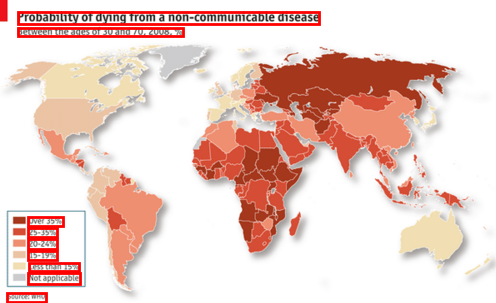 Probability of dying from a non-communicable disease
Between the ages of 30 and 70, 2008, %
Over 35%
25-35%
20-24%
15-19%
Less than 15%
Not applicable
Source: WHO